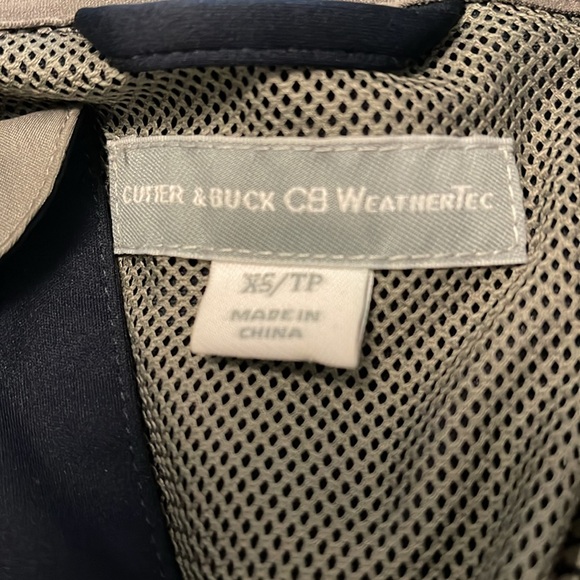 CUTTER & BUCK CB WEATHERTEC
XS/TP
MADE IN
CHINA